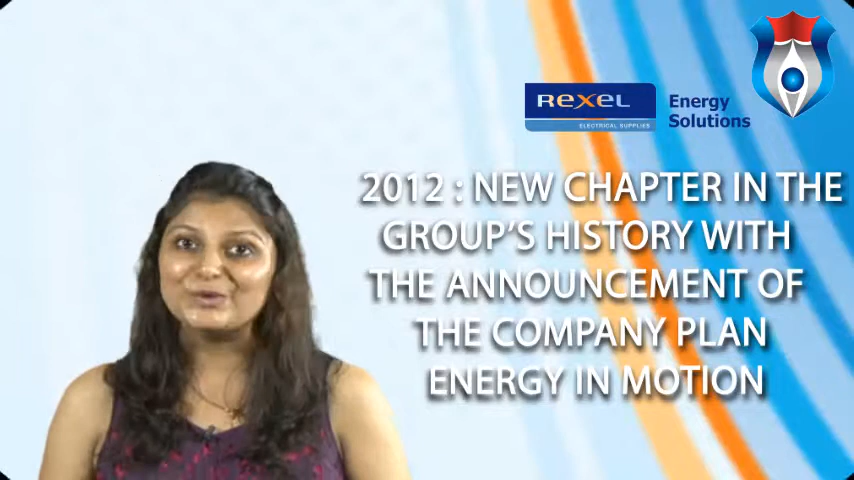 REXEL
ELECTRICAL SUPPLIES
Energy
Solutions
2012 : NEW CHAPTER IN THE
GROUP'S HISTORY WITH
THE ANNOUNCEMENT OF
THE COMPANY PLAN
ENERGY IN MOTION